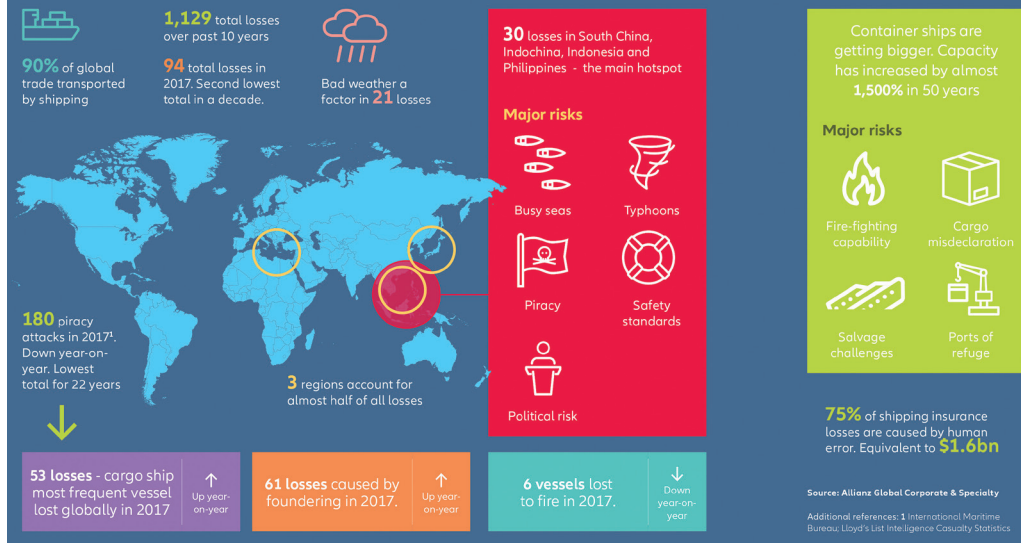 1,129 total losses
over past 10 years
90% of global
trade transported
by shipping
94 total losses in
2017. Second lowest
total in a decade.
Bad weather a
factor in 21 losses
180 piracy
attacks in 2017¹.
Down year-on-
year. Lowest
total for 22 years
3 regions account for
almost half of all losses
30 losses in South China,
Indochina, Indonesia and
Philippines - the main hotspot
Major risks
Busy seas
Typhoons
Piracy
Safety
standards
Political risk
Container ships are
getting bigger. Capacity
has increased by almost
1,500% in 50 years
Major risks
Fire-fighting
capability
Cargo
misdeclaration
Salvage
challenges
Ports of
refuge
75% of shipping insurance
losses are caused by human
error. Equivalent to $1.6bn
53 losses - cargo ship
most frequent vessel
lost globally in 2017
Up year-
on-year
61 losses caused by
foundering in 2017.
Up year-
on-year
6 vessels lost
to fire in 2017.
Down
year-on-
year
Source: Allianz Global Corporate & Specialty
Additional references: 1 International Maritime
Bureau; Lloyd's List Intelligence Casualty Statistics